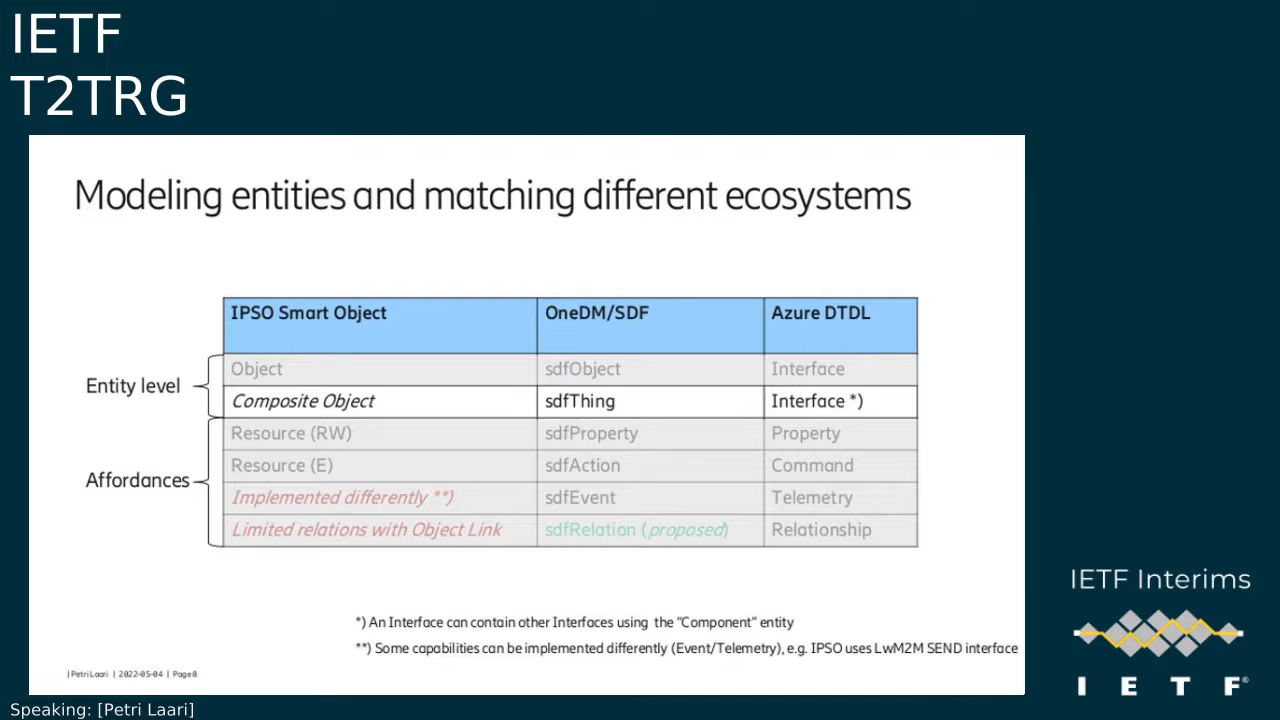 IETF
T2TRG
Modeling entities and matching different ecosystems
IPSO Smart Object OneDM/SDF Azure DTDL
Entity level
Object sdfObject Interface
Composite Object sdfThing Interface *)
Affordances
Resource (RW) sdfProperty Property
Resource (E) sdfAction Command
Implemented differently **) sdfEvent Telemetry
Limited relations with Object Link sdfRelation (proposed) Relationship
*) An Interface can contain other Interfaces using the "Component" entity
**) Some capabilities can be implemented differently (Event/Telemetry), e.g. IPSO uses LwM2M SEND interface
| Petri Laari | 2022-05-04 | Page 8
IETF Interims
I E T F®
Speaking: [Petri Laari]